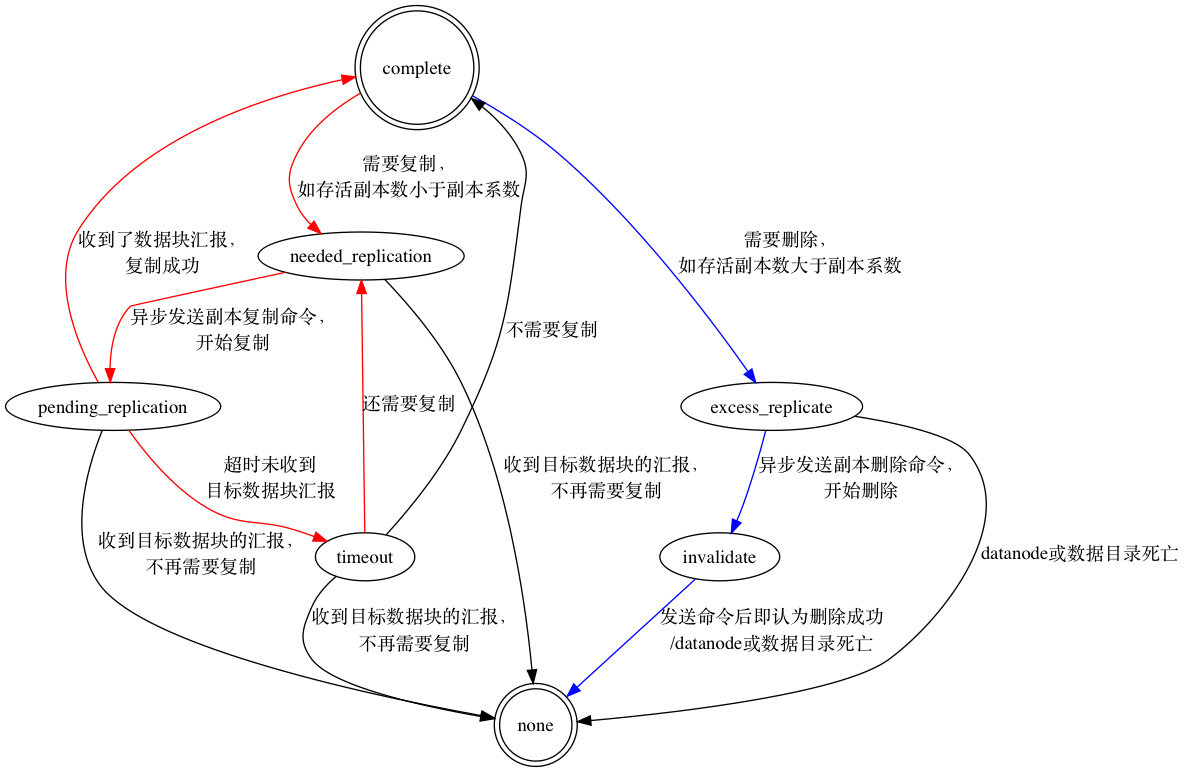 complete
需要复制，
如存活副本数小于副本系数
收到了数据块汇报，
复制成功
needed_replication
需要删除，
如存活副本数大于副本系数
异步发送副本复制命令，
开始复制
不需要复制
还需要复制
pending_replication
excess_replicate
超时未收到
目标数据块汇报
收到目标数据块的汇报，
不再需要复制
异步发送副本删除命令，
开始删除
收到目标数据块的汇报，
不再需要复制
timeout
invalidate
datanode或数据目录死亡
收到目标数据块的汇报，
不再需要复制
发送命令后即认为删除成功
/datanode或数据目录死亡
none